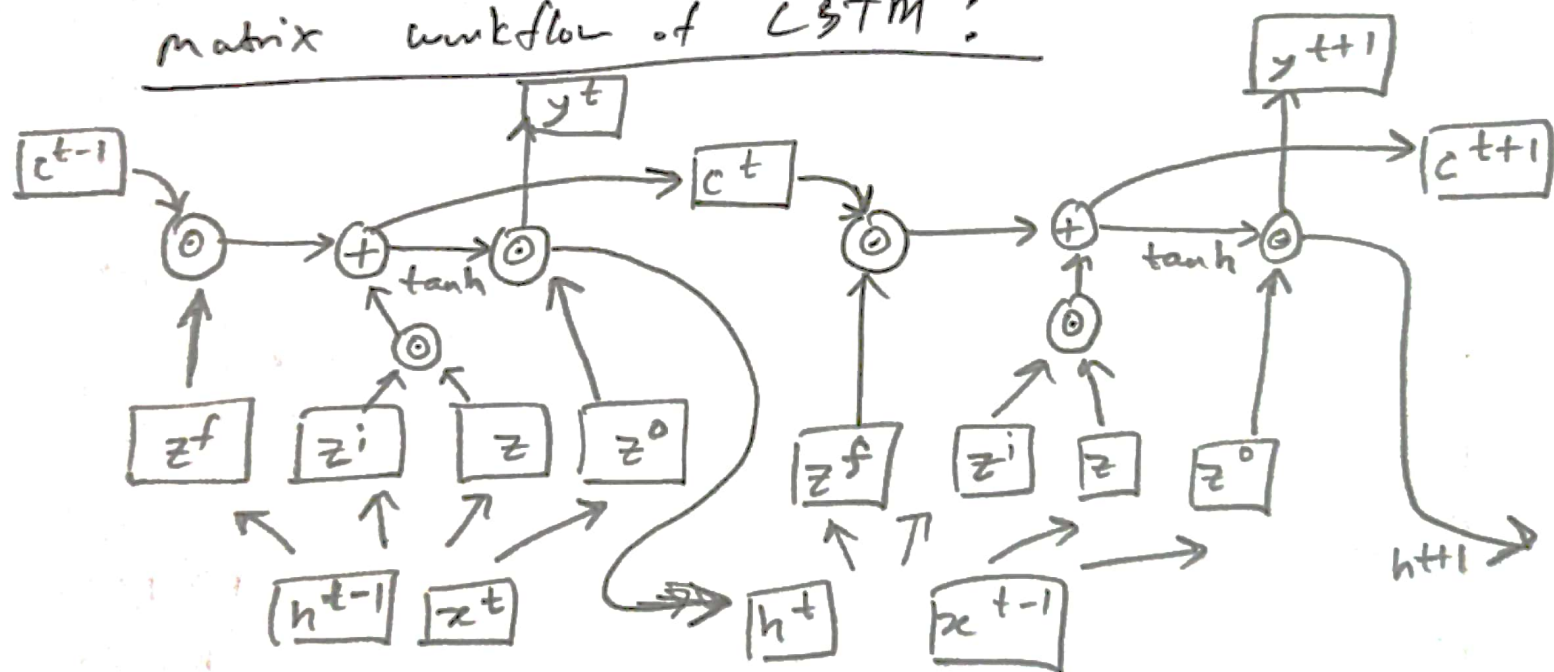 matrix workflow of LSTM:
y^t
y^{t+1}
c^{t-1}
c^t
c^{t+1}
+
tanh
+
tanh
z^f
z^i
z
z^o
z^f
z^i
z
z^o
h^{t-1}
x^t
h^t
x^{t-1}
h^{t+1}